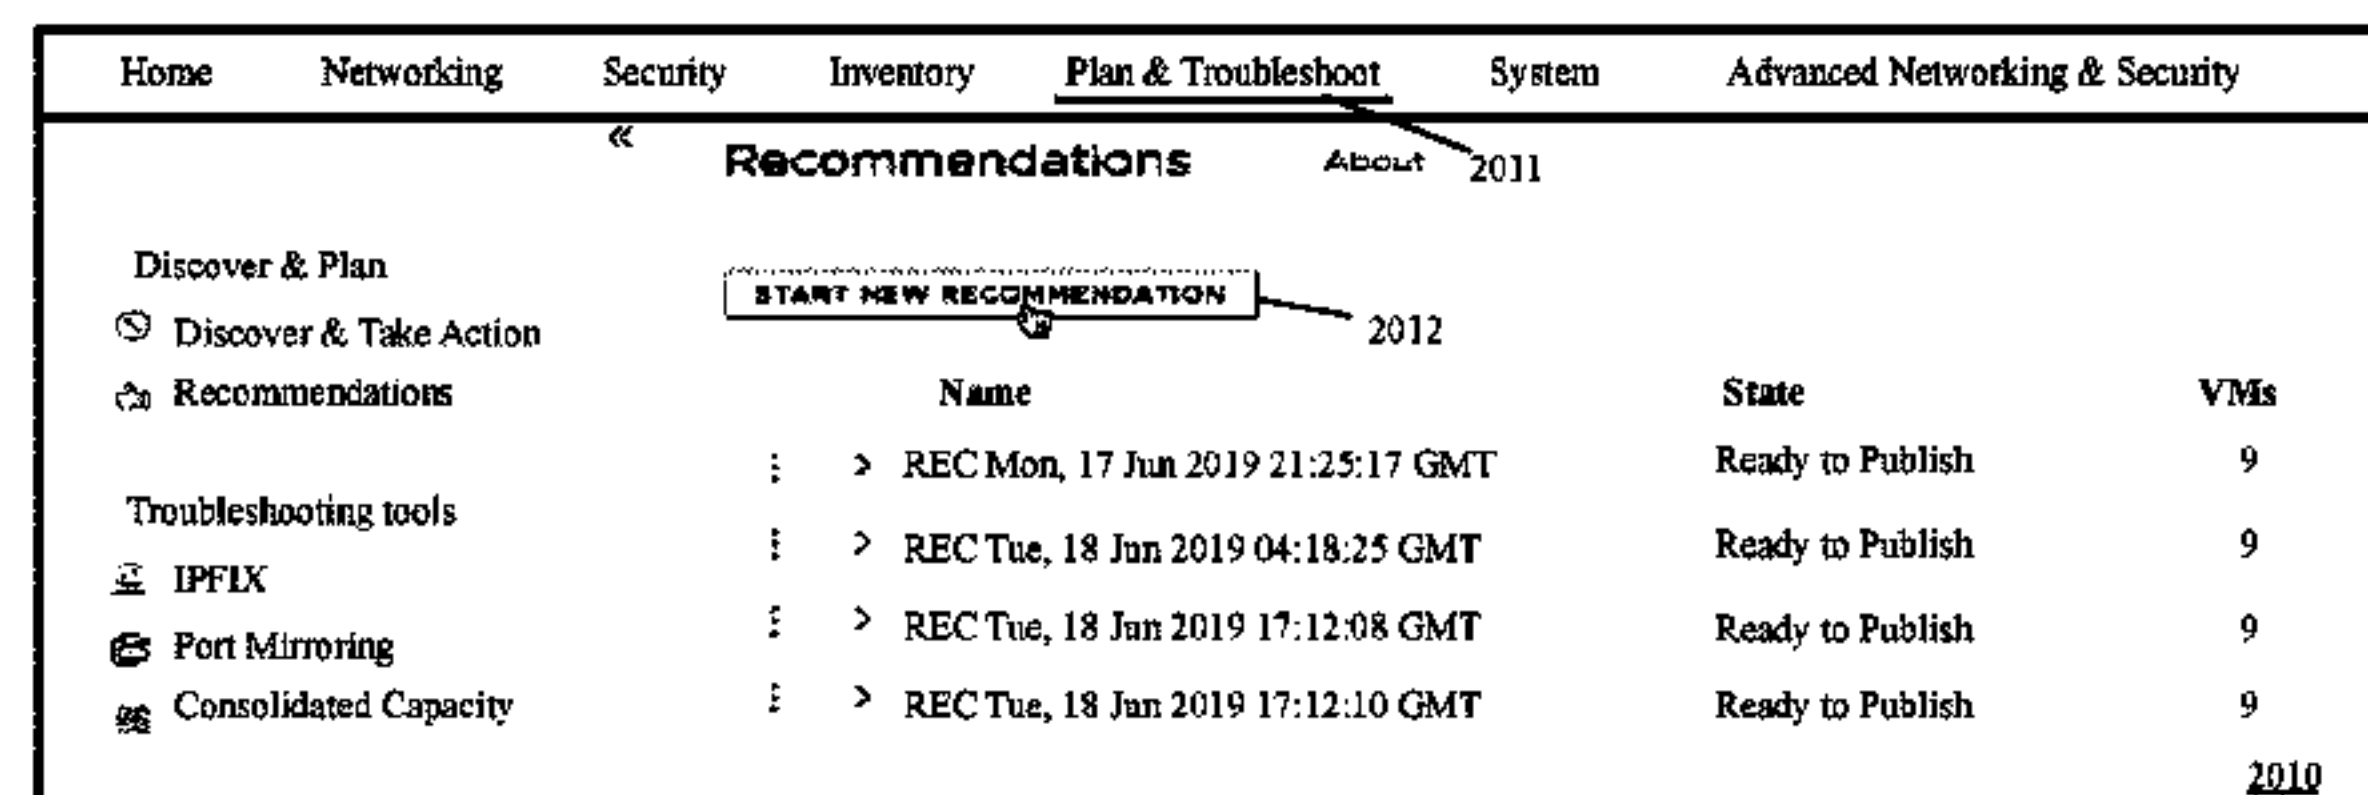 Home Networking Security Inventory Plan & Troubleshoot System Advanced Networking & Security
«
Recommendations About 2011
Discover & Plan
START NEW RECOMMENDATION
Discover & Take Action
2012
Recommendations
Name State VMs
> REC Mon, 17 Jun 2019 21:25:17 GMT Ready to Publish 9
Troubleshooting tools
> REC Tue, 18 Jun 2019 04:18:25 GMT Ready to Publish 9
IPFIX
> REC Tue, 18 Jun 2019 17:12:08 GMT Ready to Publish 9
Port Mirroring
> REC Tue, 18 Jun 2019 17:12:10 GMT Ready to Publish 9
Consolidated Capacity
2010